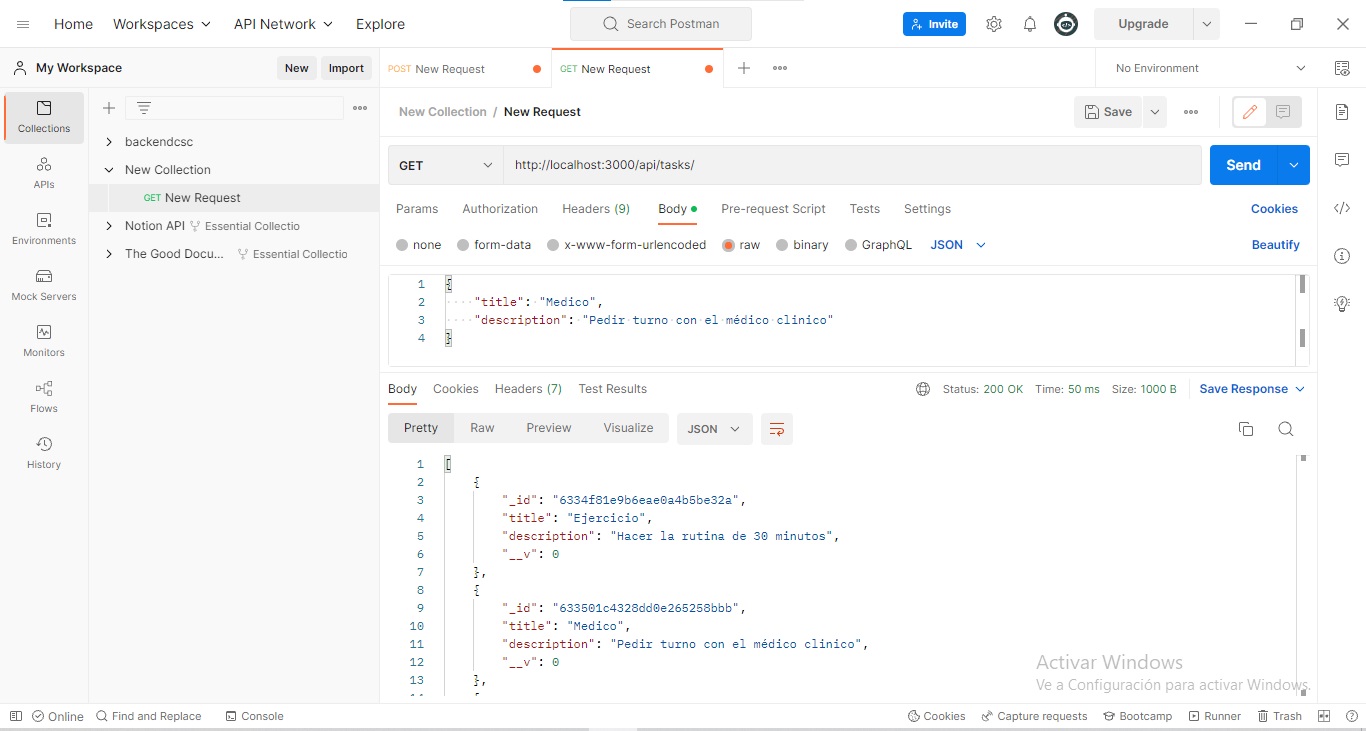 Home Workspaces API Network Explore Search Postman Invite Upgrade
My Workspace New Import POST New Request GET New Request No Environment
Collections
APIs
Environments
Mock Servers
Monitors
Flows
History
backendcsc
New Collection
GET New Request
Notion API Essential Collectio
The Good Docu... Essential Collectio
New Collection / New Request Save
GET http://localhost:3000/api/tasks/ Send
Params Authorization Headers (9) Body Pre-request Script Tests Settings Cookies
none form-data x-www-form-urlencoded raw binary GraphQL JSON Beautify
1 {
2 ····"title":·"Medico",
3 ····"description":·"Pedir·turno·con·el·médico·clinico"
4 }
Body Cookies Headers (7) Test Results Status: 200 OK Time: 50 ms Size: 1000 B Save Response
Pretty Raw Preview Visualize JSON
1 [
2 {
3 "_id": "6334f81e9b6eae0a4b5be32a",
4 "title": "Ejercicio",
5 "description": "Hacer la rutina de 30 minutos",
6 "__v": 0
7 },
8 {
9 "_id": "633501c4328dd0e265258bbb",
10 "title": "Medico",
11 "description": "Pedir turno con el médico clinico",
12 "__v": 0
13 },
Activar Windows
Ve a Configuración para activar Windows.
Online Find and Replace Console Cookies Capture requests Bootcamp Runner Trash